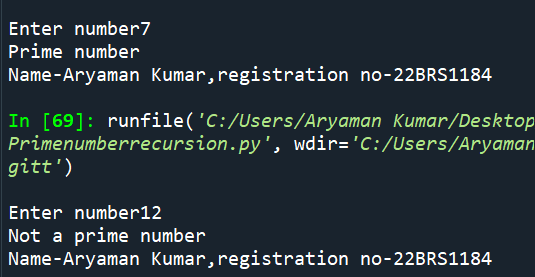 Enter number7
Prime number
Name-Aryaman Kumar,registration no-22BRS1184
In [69]: runfile('C:/Users/Aryaman Kumar/Desktop
Primenumberrecursion.py', wdir='C:/Users/Aryaman
gitt')
Enter number12
Not a prime number
Name-Aryaman Kumar,registration no-22BRS1184